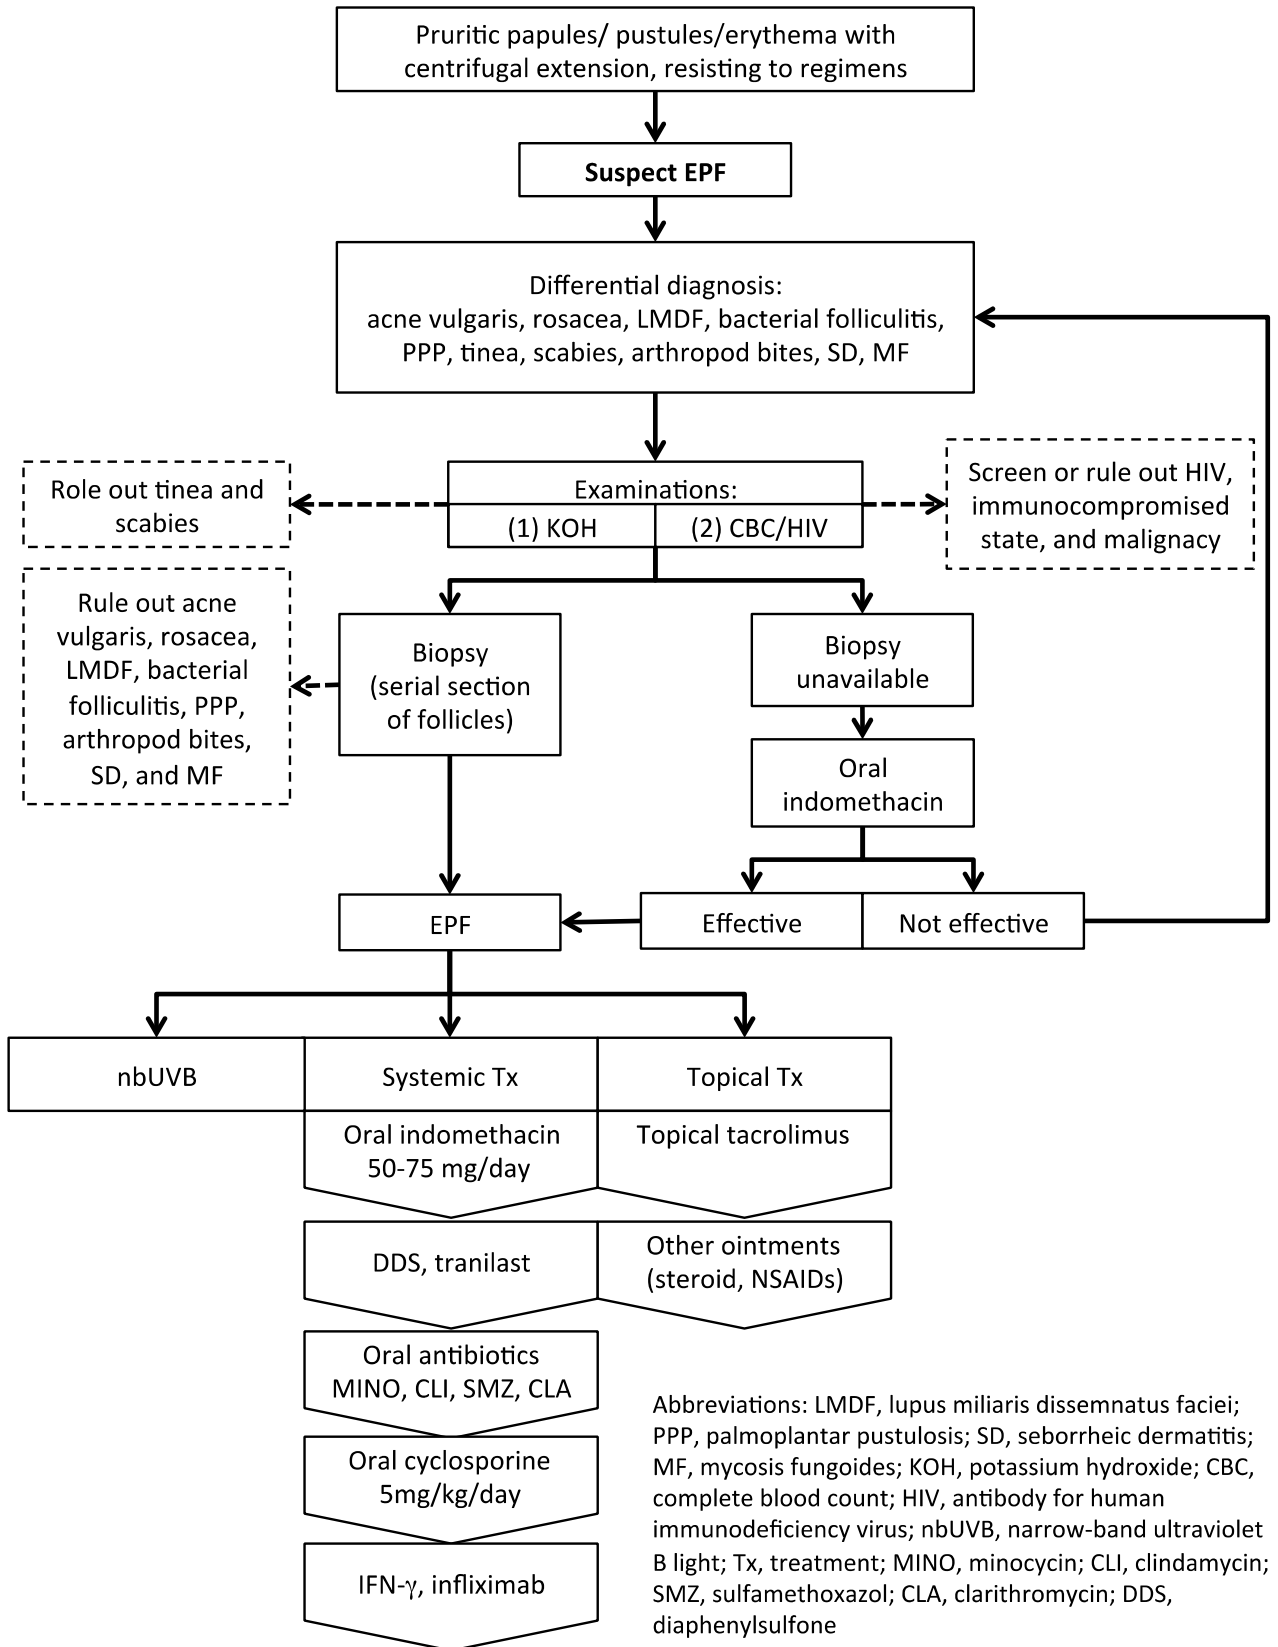 Pruritic papules/ pustules/erythema with
centrifugal extension, resisting to regimens
Suspect EPF
Differential diagnosis:
acne vulgaris, rosacea, LMDF, bacterial folliculitis,
PPP, tinea, scabies, arthropod bites, SD, MF
Role out tinea and
scabies
Examinations:
(1) KOH
(2) CBC/HIV
Screen or rule out HIV,
immunocompromised
state, and malignacy
Rule out acne
vulgaris, rosacea,
LMDF, bacterial
folliculitis, PPP,
arthropod bites,
SD, and MF
Biopsy
(serial section
of follicles)
Biopsy
unavailable
Oral
indomethacin
EPF
Effective
Not effective
nbUVB
Systemic Tx
Topical Tx
Oral indomethacin
50-75 mg/day
Topical tacrolimus
DDS, tranilast
Other ointments
(steroid, NSAIDs)
Oral antibiotics
MINO, CLI, SMZ, CLA
Oral cyclosporine
5mg/kg/day
IFN-γ, infliximab
Abbreviations: LMDF, lupus miliaris dissemnatus faciei;
PPP, palmoplantar pustulosis; SD, seborrheic dermatitis;
MF, mycosis fungoides; KOH, potassium hydroxide; CBC,
complete blood count; HIV, antibody for human
immunodeficiency virus; nbUVB, narrow-band ultraviolet
B light; Tx, treatment; MINO, minocycin; CLI, clindamycin;
SMZ, sulfamethoxazol; CLA, clarithromycin; DDS,
diaphenylsulfone